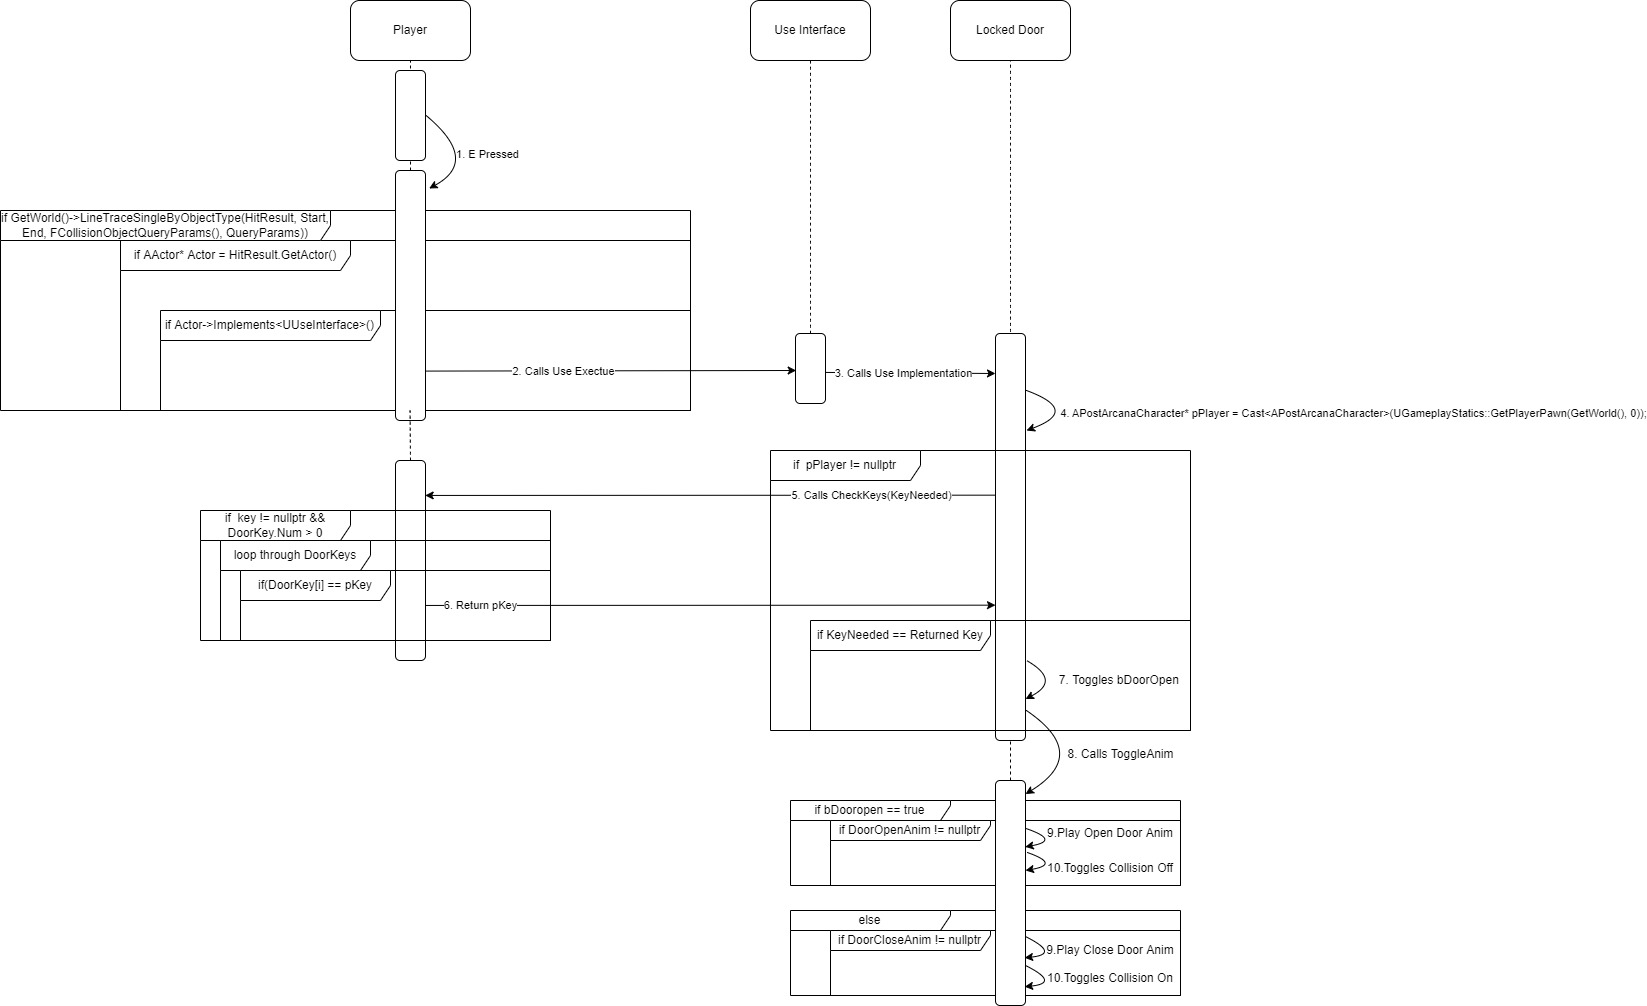 Player
Use Interface
Locked Door
1. E Pressed
if GetWorld()->LineTraceSingleByObjectType(HitResult, Start,
End, FCollisionObjectQueryParams(), QueryParams))
if AActor* Actor = HitResult.GetActor()
if Actor->Implements<UUseInterface>()
2. Calls Use Exectue
3. Calls Use Implementation
4. APostArcanaCharacter* pPlayer = Cast<APostArcanaCharacter>(UGameplayStatics::GetPlayerPawn(GetWorld(), 0));
if pPlayer != nullptr
5. Calls CheckKeys(KeyNeeded)
if key != nullptr &&
DoorKey.Num > 0
loop through DoorKeys
if(DoorKey[i] == pKey
6. Return pKey
if KeyNeeded == Returned Key
7. Toggles bDoorOpen
8. Calls ToggleAnim
if bDooropen == true
if DoorOpenAnim != nullptr
9.Play Open Door Anim
10.Toggles Collision Off
else
if DoorCloseAnim != nullptr
9.Play Close Door Anim
10.Toggles Collision On